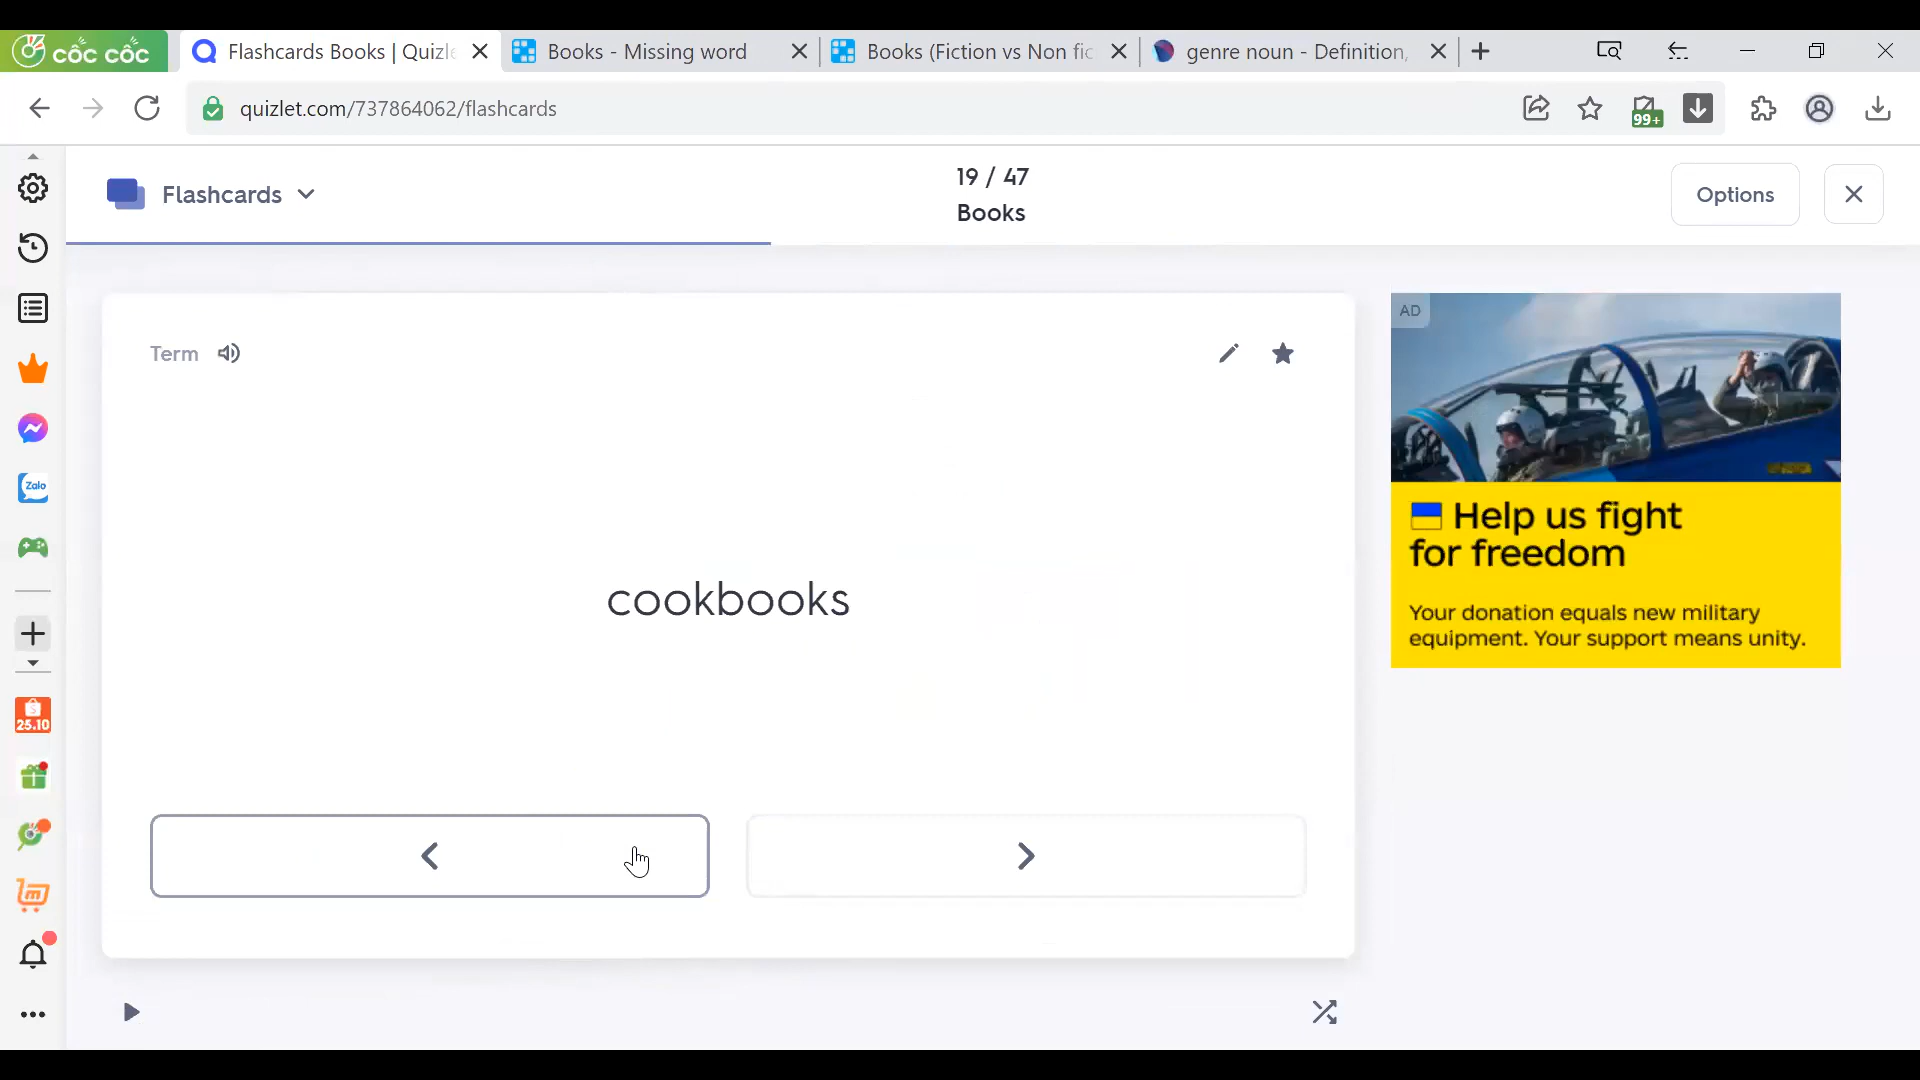 cốc cốc
Flashcards Books | Quizle
Books - Missing word
Books (Fiction vs Non fic
genre noun - Definition,
quizlet.com/737864062/flashcards
99+
Flashcards
19 / 47
Books
Options
Term
cookbooks
AD
Help us fight
for freedom
Your donation equals new military
equipment. Your support means unity.
Zalo
25.10